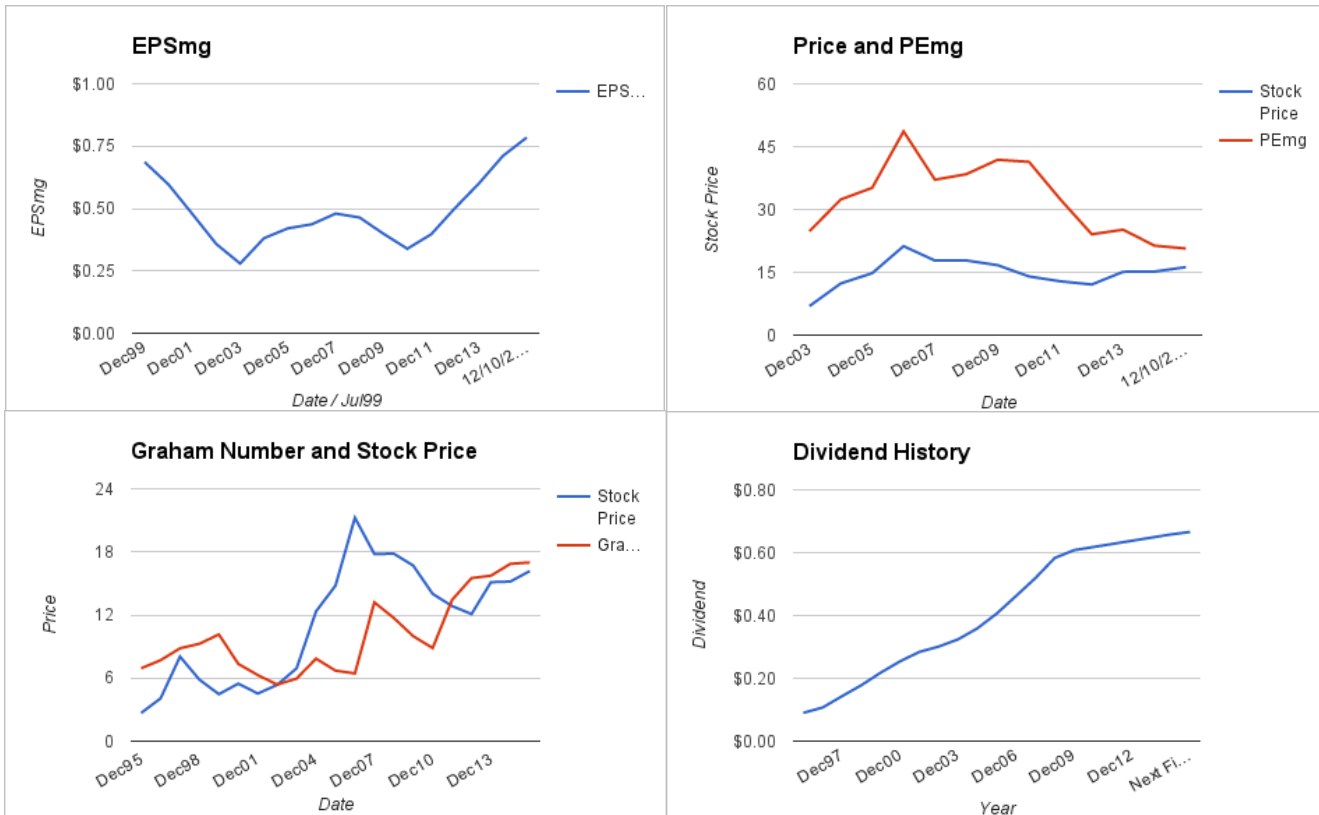 EPSmg
$1.00
$0.75
$0.50
$0.25
$0.00
EPSmg
Dec99
Dec01
Dec03
Dec05
Dec07
Dec09
Dec11
Dec13
12/10/2...
Date / Jul99
EPS...
Price and PEmg
60
45
30
15
0
Stock Price
Dec03
Dec05
Dec07
Dec09
Dec11
Dec13
12/10/2...
Date
Stock
Price
PEmg
Graham Number and Stock Price
24
18
12
6
0
Price
Dec95
Dec98
Dec01
Dec04
Dec07
Dec10
Dec13
Date
Stock
Price
Gra...
Dividend History
$0.80
$0.60
$0.40
$0.20
$0.00
Dividend
Dec97
Dec00
Dec03
Dec06
Dec09
Dec12
Next Fi...
Year